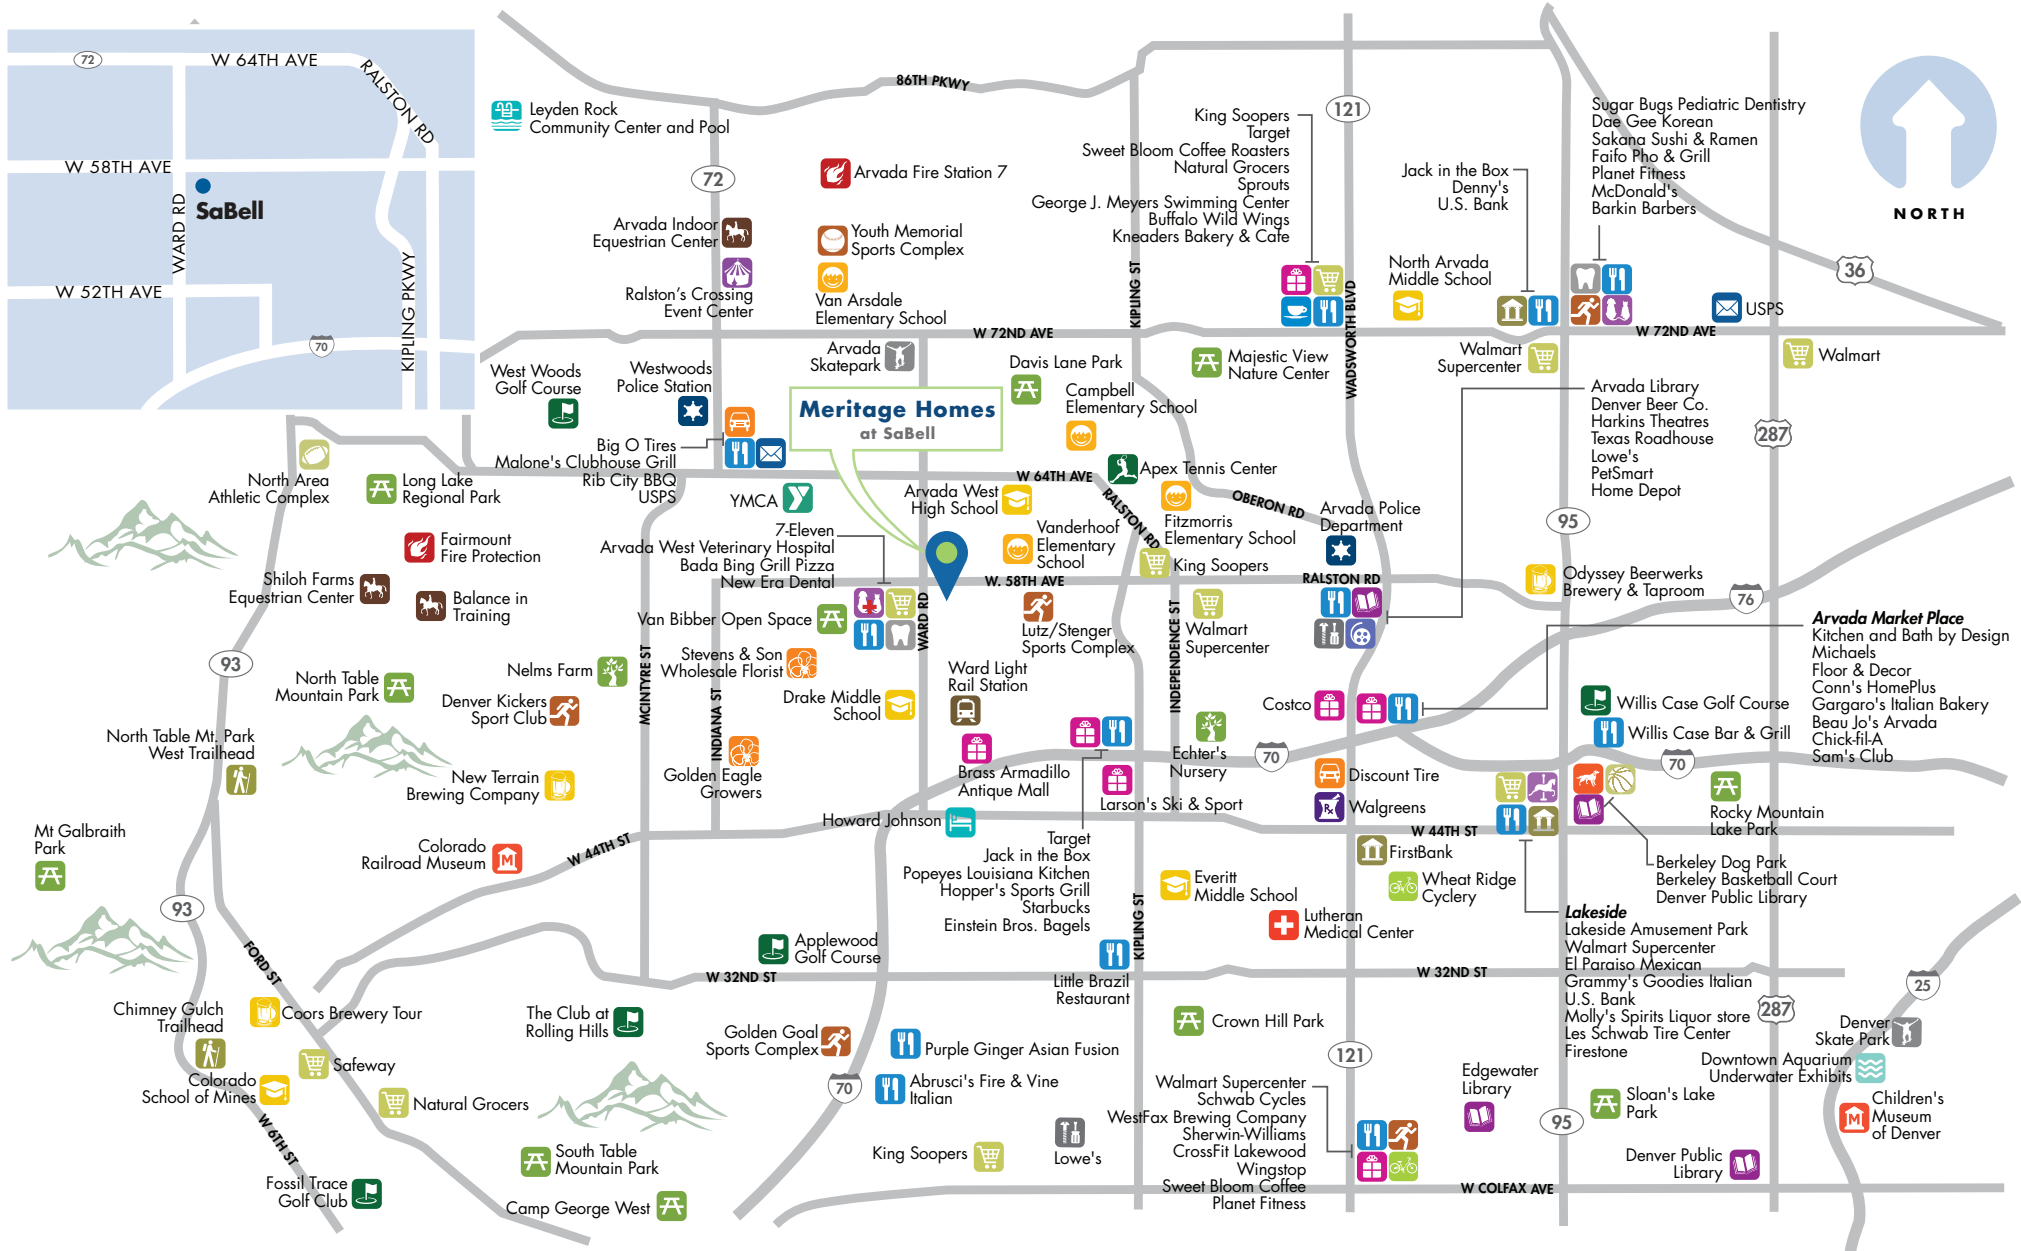 72
W 64TH AVE
RALSTON RD
W 58TH AVE
WARD RD
SaBell
W 52TH AVE
KIPLING PKWY
70
Leyden Rock
Community Center and Pool
86TH PKWY
72
Arvada Fire Station 7
Arvada Indoor
Equestrian Center
Youth Memorial
Sports Complex
Ralston's Crossing
Event Center
Van Arsdale
Elementary School
KIPLING ST
King Soopers
Target
Sweet Bloom Coffee Roasters
Natural Grocers
Sprouts
George J. Meyers Swimming Center
Buffalo Wild Wings
Kneaders Bakery & Cafe
121
WADSWORTH BLVD
Jack in the Box
Denny's
U.S. Bank
North Arvada
Middle School
Sugar Bugs Pediatric Dentistry
Dae Gee Korean
Sakana Sushi & Ramen
Faifo Pho & Grill
Planet Fitness
McDonald's
Barkin Barbers
USPS
36
NORTH
W 72ND AVE
W 72ND AVE
West Woods
Golf Course
Westwoods
Police Station
Arvada
Skatepark
Davis Lane Park
Majestic View
Nature Center
Walmart
Supercenter
Walmart
Meritage Homes
at SaBell
Campbell
Elementary School
Arvada Library
Denver Beer Co.
Harkins Theatres
Texas Roadhouse
Lowe's
PetSmart
Home Depot
287
Big O Tires
Malone's Clubhouse Grill
Rib City BBQ
USPS
North Area
Athletic Complex
Long Lake
Regional Park
W 64TH AVE
Apex Tennis Center
RALSTON RD
OBERON RD
YMCA
Arvada West
High School
Fitzmorris
Elementary School
Arvada Police
Department
95
Fairmount
Fire Protection
7-Eleven
Arvada West Veterinary Hospital
Bada Bing Grill Pizza
New Era Dental
Vanderhoof
Elementary
School
King Soopers
W. 58TH AVE
RALSTON RD
Odyssey Beerwerks
Brewery & Taproom
76
Shiloh Farms
Equestrian Center
Balance in
Training
Van Bibber Open Space
WARD RD
Lutz/Stenger
Sports Complex
INDEPENDENCE ST
Walmart
Supercenter
Arvada Market Place
Kitchen and Bath by Design
Michaels
Floor & Decor
Conn's HomePlus
Gargaro's Italian Bakery
Beau Jo's Arvada
Chick-fil-A
Sam's Club
93
North Table
Mountain Park
Nelms Farm
MCINTYRE ST
INDIANA ST
Stevens & Son
Wholesale Florist
Denver Kickers
Sport Club
Drake Middle
School
Ward Light
Rail Station
Costco
Willis Case Golf Course
Willis Case Bar & Grill
North Table Mt. Park
West Trailhead
New Terrain
Brewing Company
Golden Eagle
Growers
Brass Armadillo
Antique Mall
Larson's Ski & Sport
Echter's
Nursery
70
70
Discount Tire
Walgreens
Rocky Mountain
Lake Park
Mt Galbraith
Park
Colorado
Railroad Museum
W 44TH ST
Howard Johnson
Target
Jack in the Box
Popeyes Louisiana Kitchen
Hopper's Sports Grill
Starbucks
Einstein Bros. Bagels
W 44TH ST
FirstBank
Wheat Ridge
Cyclery
Berkeley Dog Park
Berkeley Basketball Court
Denver Public Library
Everitt
Middle School
Lutheran
Medical Center
KIPLING ST
93
FORD ST
Applewood
Golf Course
W 32ND ST
W 32ND ST
Little Brazil
Restaurant
Lakeside
Lakeside Amusement Park
Walmart Supercenter
El Paraiso Mexican
Grammy's Goodies Italian
U.S. Bank
Molly's Spirits Liquor store
Les Schwab Tire Center
Firestone
287
25
Chimney Gulch
Trailhead
Coors Brewery Tour
The Club at
Rolling Hills
Golden Goal
Sports Complex
Purple Ginger Asian Fusion
Crown Hill Park
121
Denver
Skate Park
Downtown Aquarium
Underwater Exhibits
Safeway
Colorado
School of Mines
Natural Grocers
70
Abrusci's Fire & Vine
Italian
Walmart Supercenter
Schwab Cycles
WestFax Brewing Company
Sherwin-Williams
CrossFit Lakewood
Wingstop
Sweet Bloom Coffee
Planet Fitness
Edgewater
Library
95
Sloan's Lake
Park
Children's
Museum
of Denver
W 6TH ST
South Table
Mountain Park
King Soopers
Lowe's
Denver Public
Library
Fossil Trace
Golf Club
Camp George West
W COLFAX AVE